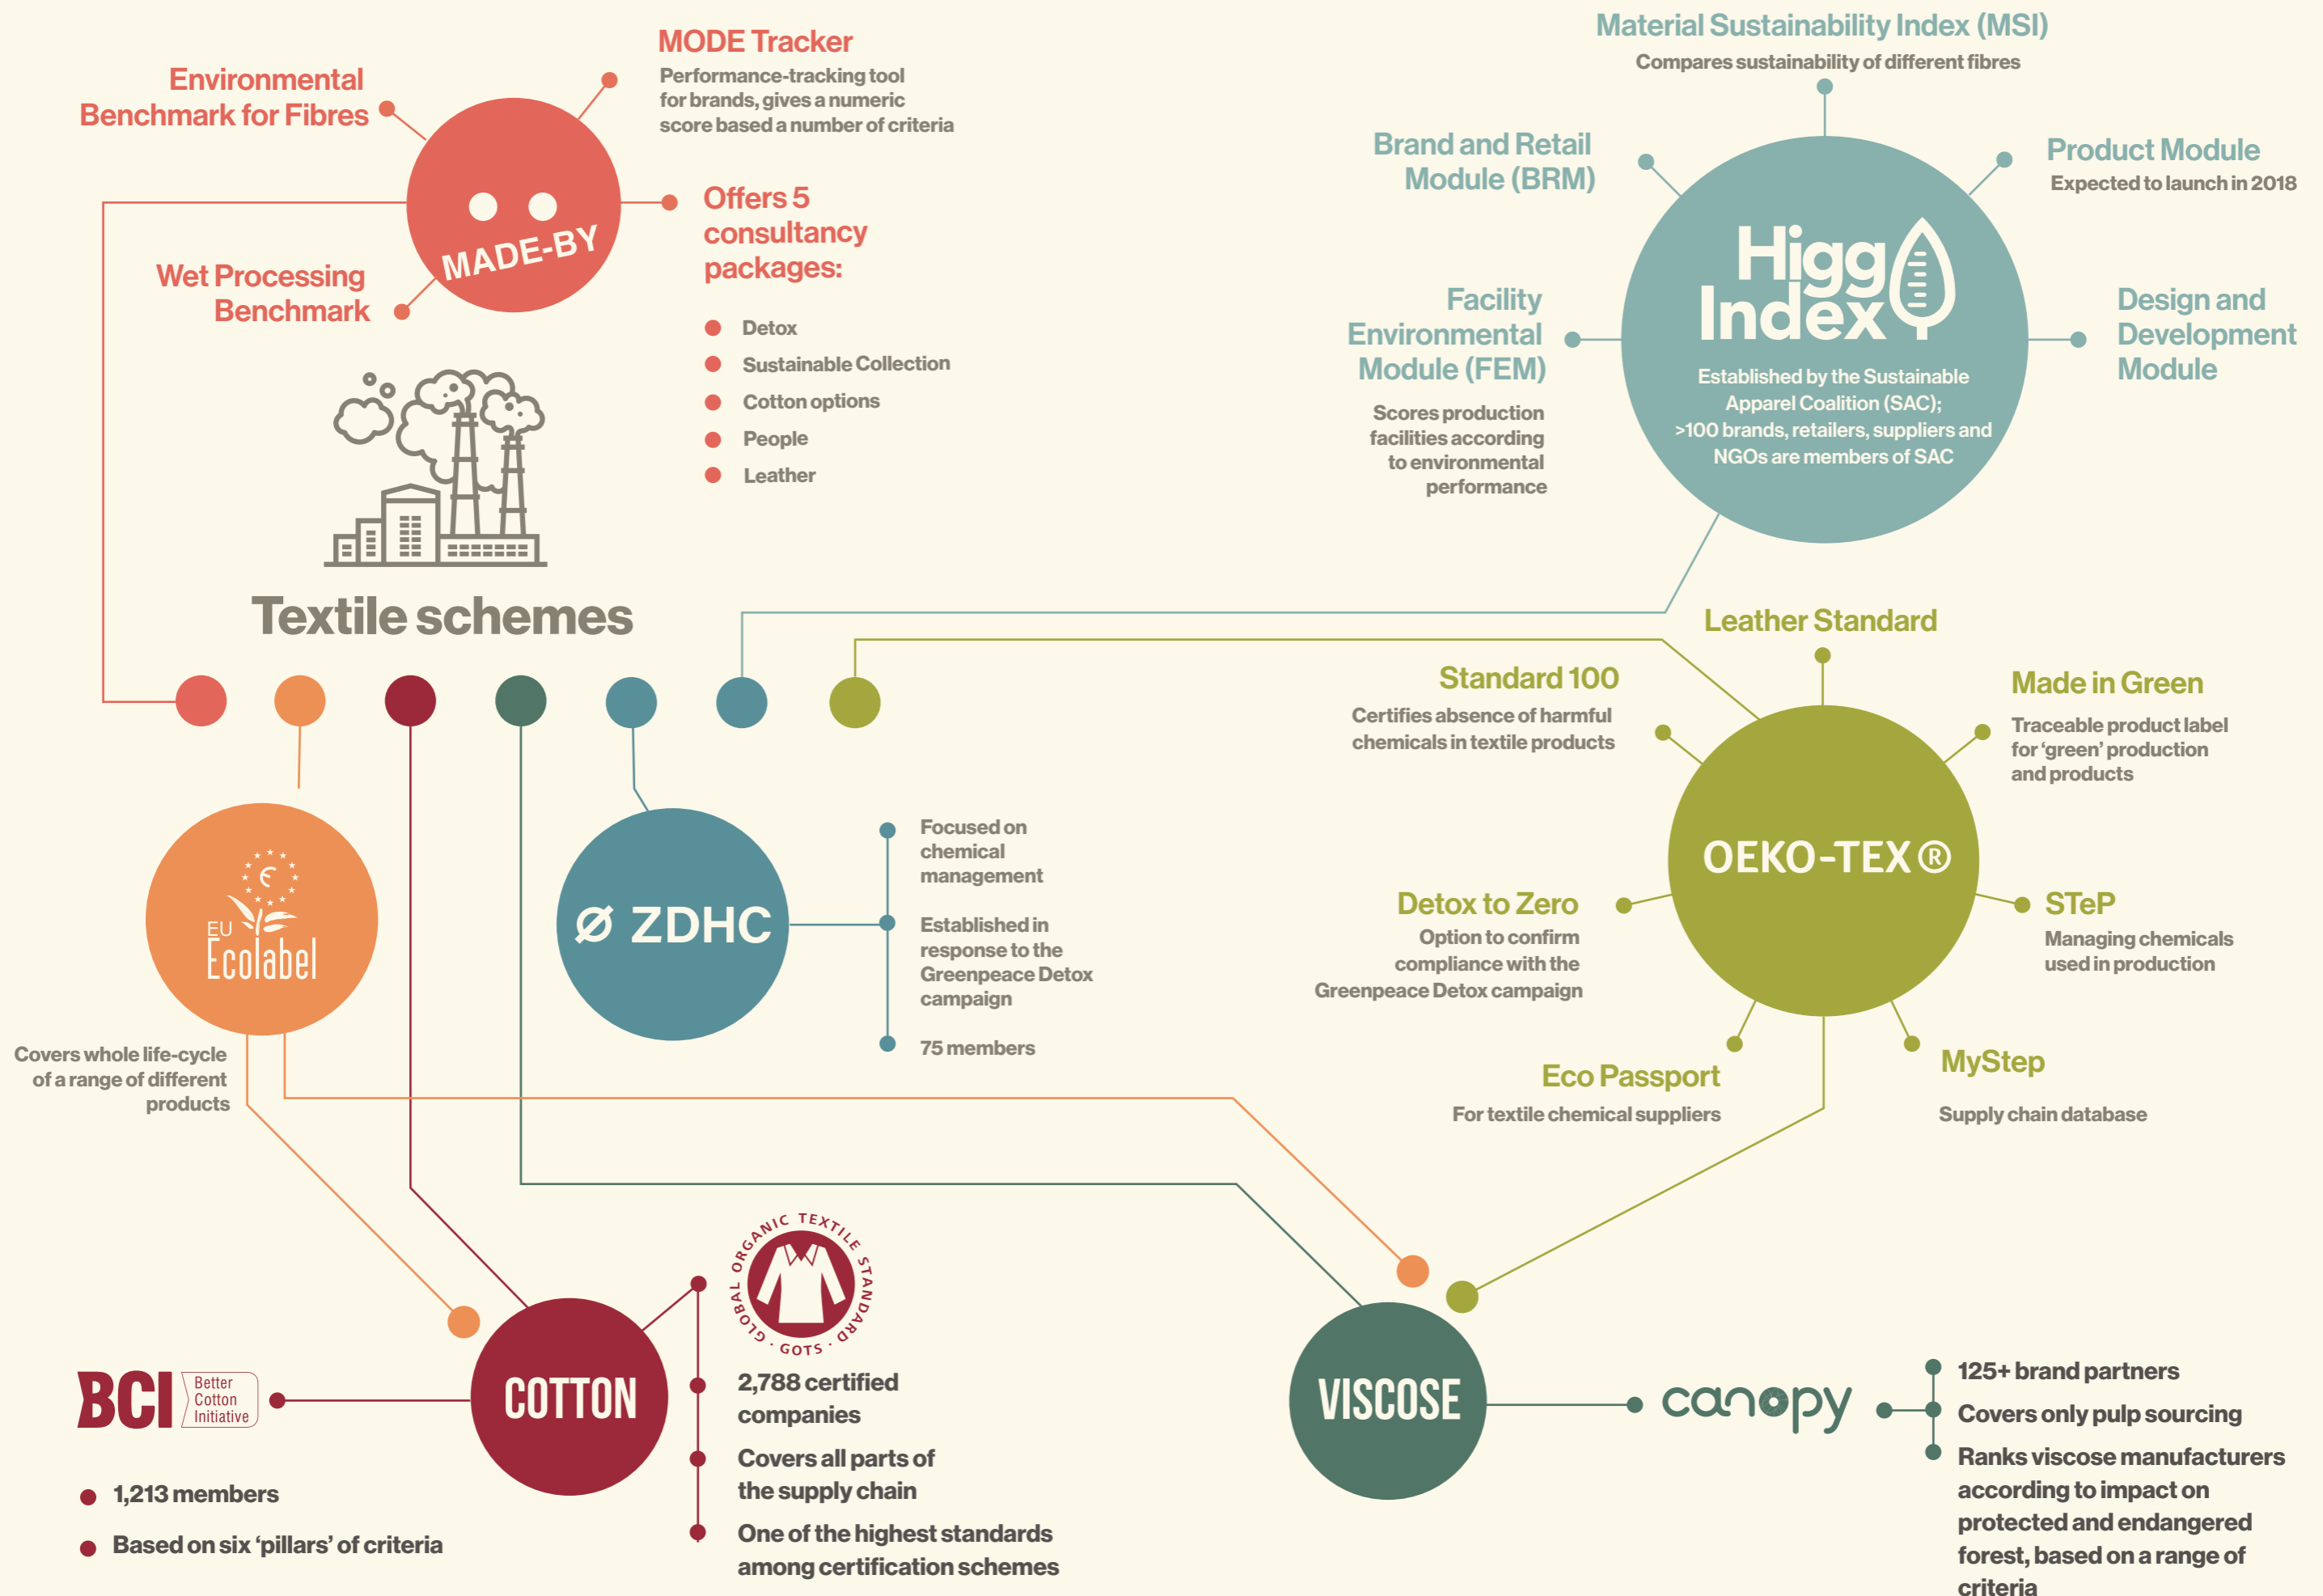 Environmental
Benchmark for Fibres
MODE Tracker
Performance-tracking tool
for brands, gives a numeric
score based a number of criteria
MADE-BY
Offers 5
consultancy
packages:
Detox
Sustainable Collection
Cotton options
People
Leather
Wet Processing
Benchmark
Material Sustainability Index (MSI)
Compares sustainability of different fibres
Brand and Retail
Module (BRM)
Product Module
Expected to launch in 2018
Higg
Index
Established by the Sustainable
Apparel Coalition (SAC);
>100 brands, retailers, suppliers and
NGOs are members of SAC
Facility
Environmental
Module (FEM)
Scores production
facilities according
to environmental
performance
Design and
Development
Module
Textile schemes
Leather Standard
Standard 100
Certifies absence of harmful
chemicals in textile products
Made in Green
Traceable product label
for ‘green’ production
and products
OEKO-TEX®
Detox to Zero
Option to confirm
compliance with the
Greenpeace Detox campaign
STeP
Managing chemicals
used in production
Eco Passport
For textile chemical suppliers
MyStep
Supply chain database
EU
Ecolabel
Covers whole life-cycle
of a range of different
products
Ø ZDHC
Focused on
chemical
management
Established in
response to the
Greenpeace Detox
campaign
75 members
BCI
Better
Cotton
Initiative
1,213 members
Based on six ‘pillars’ of criteria
COTTON
GLOBAL ORGANIC TEXTILE STANDARD · GOTS ·
2,788 certified
companies
Covers all parts of
the supply chain
One of the highest standards
among certification schemes
VISCOSE
canopy
125+ brand partners
Covers only pulp sourcing
Ranks viscose manufacturers
according to impact on
protected and endangered
forest, based on a range of
criteria